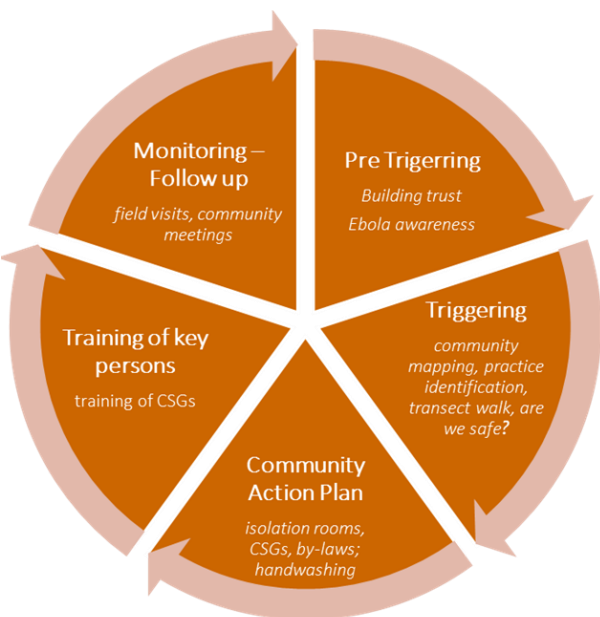 Pre Trigerring
Building trust
Ebola awareness
Triggering
community
mapping, practice
identification,
transect walk, are
we safe?
Community
Action Plan
isolation rooms,
CSGs, by-laws;
handwashing
Training of key
persons
training of CSGs
Monitoring –
Follow up
field visits, community
meetings